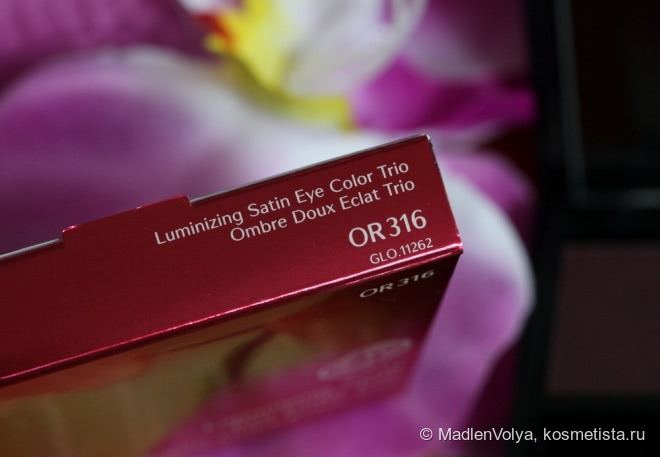 Luminizing Satin Eye Color Trio
Ombre Doux Eclat Trio
OR 316
GLO.11262
OR 316
© MadlenVolya, kosmetista.ru